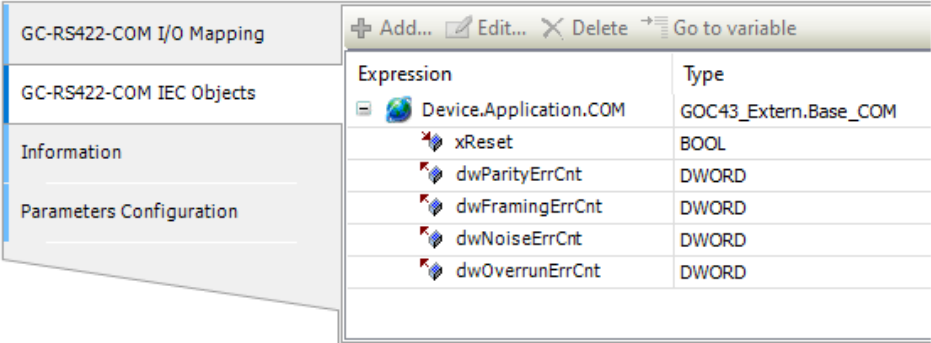 GC-RS422-COM I/O Mapping
GC-RS422-COM IEC Objects
Information
Parameters Configuration
Add... Edit... Delete Go to variable
Expression Type
Device.Application.COM GOC43_Extern.Base_COM
xReset BOOL
dwParityErrCnt DWORD
dwFramingErrCnt DWORD
dwNoiseErrCnt DWORD
dwOverrunErrCnt DWORD